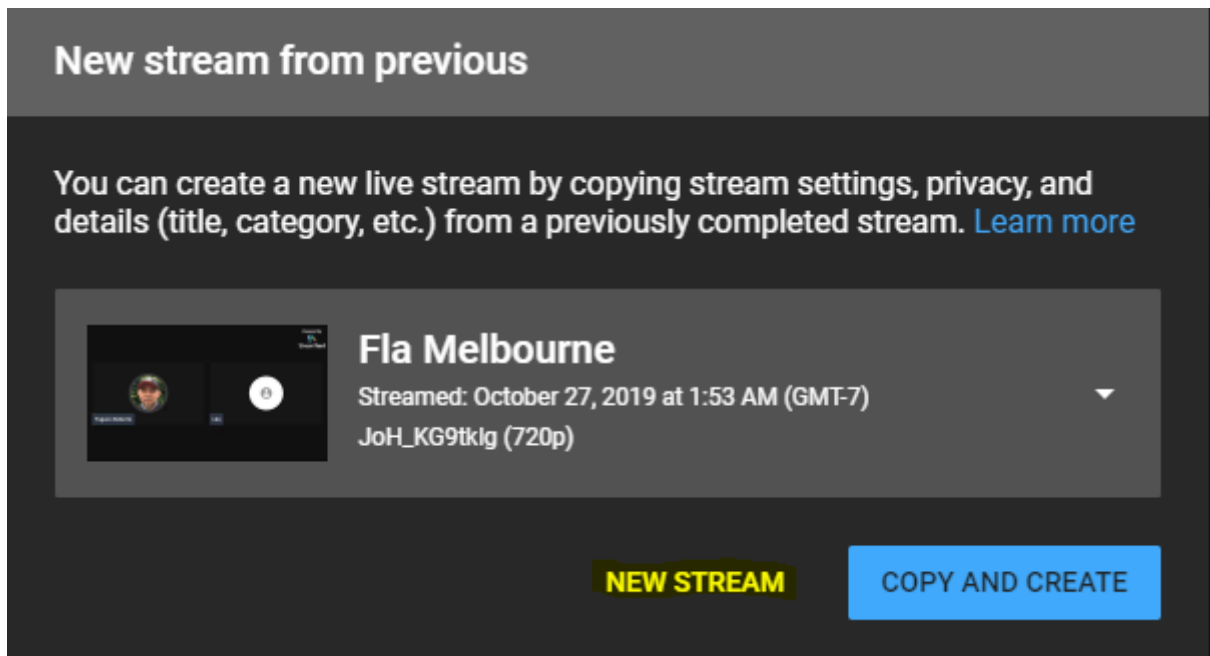 New stream from previous
You can create a new live stream by copying stream settings, privacy, and
details (title, category, etc.) from a previously completed stream. Learn more
Fla Melbourne
Streamed: October 27, 2019 at 1:53 AM (GMT-7)
JoH_KG9tklg (720p)
NEW STREAM
COPY AND CREATE